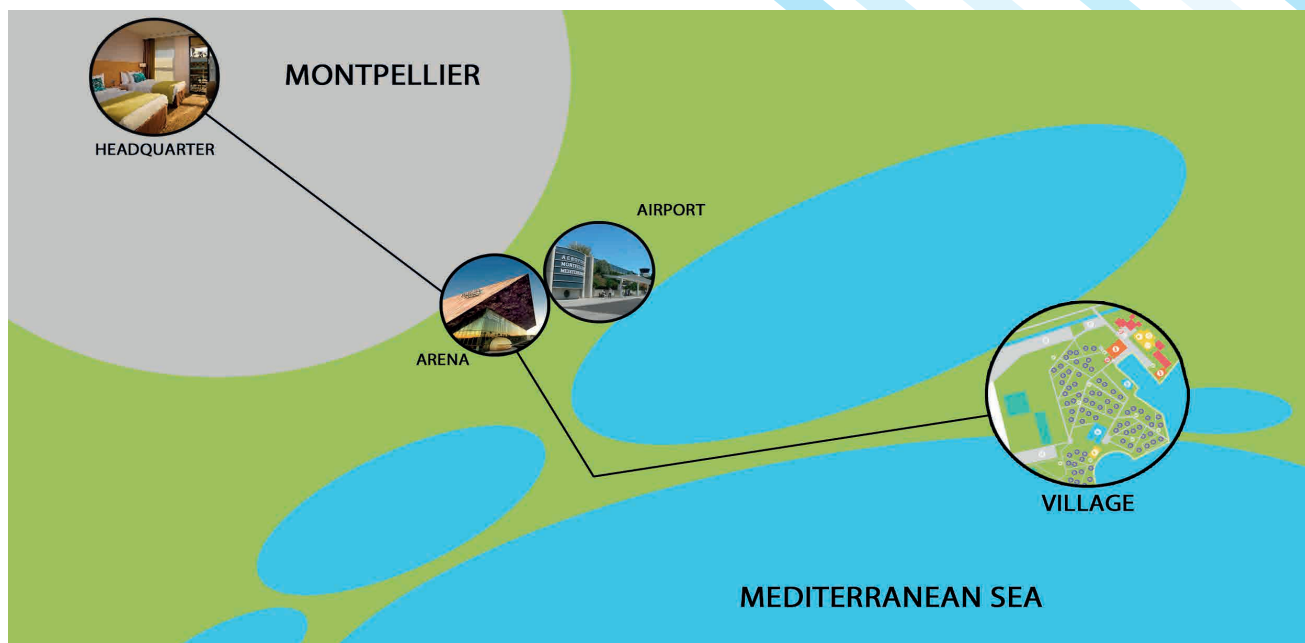 MONTPELLIER
HEADQUARTER
AIRPORT
ARENA
VILLAGE
MEDITERRANEAN SEA